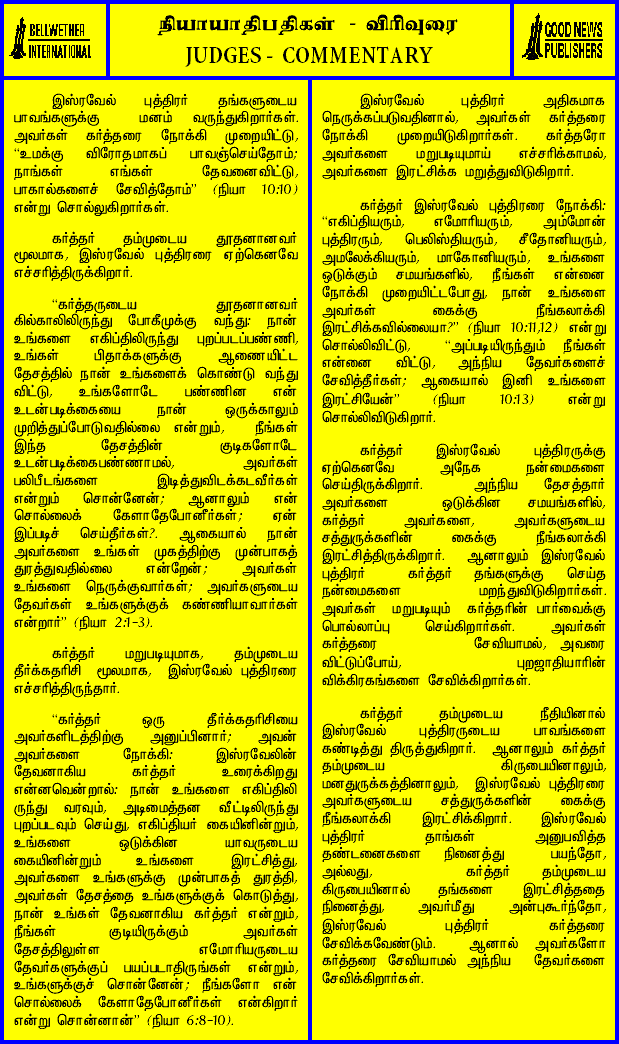 BELLWETHER
INTERNATIONAL
நியாயாதிபதிகள் - விரிவுரை
JUDGES - COMMENTARY
GOOD NEWS
PUBLISHERS
இஸ்ரவேல் புத்திரர் தங்களுடைய
பாவங்களுக்கு மனம் வருந்துகிறார்கள்.
அவர்கள் கர்த்தரை நோக்கி முறையிட்டு,
“உமக்கு விரோதமாகப் பாவஞ்செய்தோம்;
நாங்கள் எங்கள் தேவனைவிட்டு,
பாகால்களைச் சேவித்தோம்” (நியா 10:10)
என்று சொல்லுகிறார்கள்.
கர்த்தர் தம்முடைய தூதனானவர்
மூலமாக, இஸ்ரவேல் புத்திரரை ஏற்கெனவே
எச்சரித்திருக்கிறார்.
“கர்த்தருடைய தூதனானவர்
கில்காலிலிருந்து போகீமுக்கு வந்து: நான்
உங்களை எகிப்திலிருந்து புறப்படப்பண்ணி,
உங்கள் பிதாக்களுக்கு ஆணையிட்ட
தேசத்தில் நான் உங்களைக் கொண்டு வந்து
விட்டு, உங்களோடே பண்ணின என்
உடன்படிக்கையை நான் ஒருக்காலும்
முறித்துப்போடுவதில்லை என்றும், நீங்கள்
இந்த தேசத்தின் குடிகளோடே
உடன்படிக்கைபண்ணாமல், அவர்கள்
பலிபீடங்களை இடித்துவிடக்கடவீர்கள்
என்றும் சொன்னேன்; ஆனாலும் என்
சொல்லைக் கேளாதேபோனீர்கள்; ஏன்
இப்படிச் செய்தீர்கள்?. ஆகையால் நான்
அவர்களை உங்கள் முகத்திற்கு முன்பாகத்
துரத்துவதில்லை என்றேன்; அவர்கள்
உங்களை நெருக்குவார்கள்; அவர்களுடைய
தேவர்கள் உங்களுக்குக் கண்ணியாவார்கள்
என்றார்” (நியா 2:1-3).
கர்த்தர் மறுபடியுமாக, தம்முடைய
தீர்க்கதரிசி மூலமாக, இஸ்ரவேல் புத்திரரை
எச்சரித்திருந்தார்.
“கர்த்தர் ஒரு தீர்க்கதரிசியை
அவர்களிடத்திற்கு அனுப்பினார்; அவன்
அவர்களை நோக்கி: இஸ்ரவேலின்
தேவனாகிய கர்த்தர் உரைக்கிறது
என்னவென்றால்: நான் உங்களை எகிப்திலி
ருந்து வரவும், அடிமைத்தன வீட்டிலிருந்து
புறப்படவும் செய்து, எகிப்தியர் கையினின்றும்,
உங்களை ஒடுக்கின யாவருடைய
கையினின்றும் உங்களை இரட்சித்து,
அவர்களை உங்களுக்கு முன்பாகத் துரத்தி,
அவர்கள் தேசத்தை உங்களுக்குக் கொடுத்து,
நான் உங்கள் தேவனாகிய கர்த்தர் என்றும்,
நீங்கள் குடியிருக்கும் அவர்கள்
தேசத்திலுள்ள எமோரியருடைய
தேவர்களுக்குப் பயப்படாதிருங்கள் என்றும்,
உங்களுக்குச் சொன்னேன்; நீங்களோ என்
சொல்லைக் கேளாதேபோனீர்கள் என்கிறார்
என்று சொன்னான்” (நியா 6:8-10).
இஸ்ரவேல் புத்திரர் அதிகமாக
நெருக்கப்படுவதினால், அவர்கள் கர்த்தரை
நோக்கி முறையிடுகிறார்கள். கர்த்தரோ
அவர்களை மறுபடியுமாய் எச்சரிக்காமல்,
அவர்களை இரட்சிக்க மறுத்துவிடுகிறார்.
கர்த்தர் இஸ்ரவேல் புத்திரரை நோக்கி:
“எகிப்தியரும், எமோரியரும், அம்மோன்
புத்திரரும், பெலிஸ்தியரும், சீதோனியரும்,
அமலேக்கியரும், மாகோனியரும், உங்களை
ஒடுக்கும் சமயங்களில், நீங்கள் என்னை
நோக்கி முறையிட்டபோது, நான் உங்களை
அவர்கள் கைக்கு நீங்கலாக்கி
இரட்சிக்கவில்லையா?” (நியா 10:11,12) என்று
சொல்லிவிட்டு, “அப்படியிருந்தும் நீங்கள்
என்னை விட்டு, அந்நிய தேவர்களைச்
சேவித்தீர்கள்; ஆகையால் இனி உங்களை
இரட்சியேன்” (நியா 10:13) என்று
சொல்லிவிடுகிறார்.
கர்த்தர் இஸ்ரவேல் புத்திரருக்கு
ஏற்கெனவே அநேக நன்மைகளை
செய்திருக்கிறார். அந்நிய தேசத்தார்
அவர்களை ஒடுக்கின சமயங்களில்,
கர்த்தர் அவர்களை, அவர்களுடைய
சத்துருக்களின் கைக்கு நீங்கலாக்கி
இரட்சித்திருக்கிறார். ஆனாலும் இஸ்ரவேல்
புத்திரர் கர்த்தர் தங்களுக்கு செய்த
நன்மைகளை மறந்துவிடுகிறார்கள்.
அவர்கள் மறுபடியும் கர்த்தரின் பார்வைக்கு
பொல்லாப்பு செய்கிறார்கள். அவர்கள்
கர்த்தரை சேவியாமல், அவரை
விட்டுப்போய், புறஜாதியாரின்
விக்கிரகங்களை சேவிக்கிறார்கள்.
கர்த்தர் தம்முடைய நீதியினால்
இஸ்ரவேல் புத்திரருடைய பாவங்களை
கண்டித்து திருத்துகிறார். ஆனாலும் கர்த்தர்
தம்முடைய கிருபையினாலும்,
மனதுருக்கத்தினாலும், இஸ்ரவேல் புத்திரரை
அவர்களுடைய சத்துருக்களின் கைக்கு
நீங்கலாக்கி இரட்சிக்கிறார். இஸ்ரவேல்
புத்திரர் தாங்கள் அனுபவித்த
தண்டனைகளை நினைத்து பயந்தோ,
அல்லது, கர்த்தர் தம்முடைய
கிருபையினால் தங்களை இரட்சித்ததை
நினைத்து, அவர்மீது அன்புகூர்ந்தோ,
இஸ்ரவேல் புத்திரர் கர்த்தரை
சேவிக்கவேண்டும். ஆனால் அவர்களோ
கர்த்தரை சேவியாமல் அந்நிய தேவர்களை
சேவிக்கிறார்கள்.